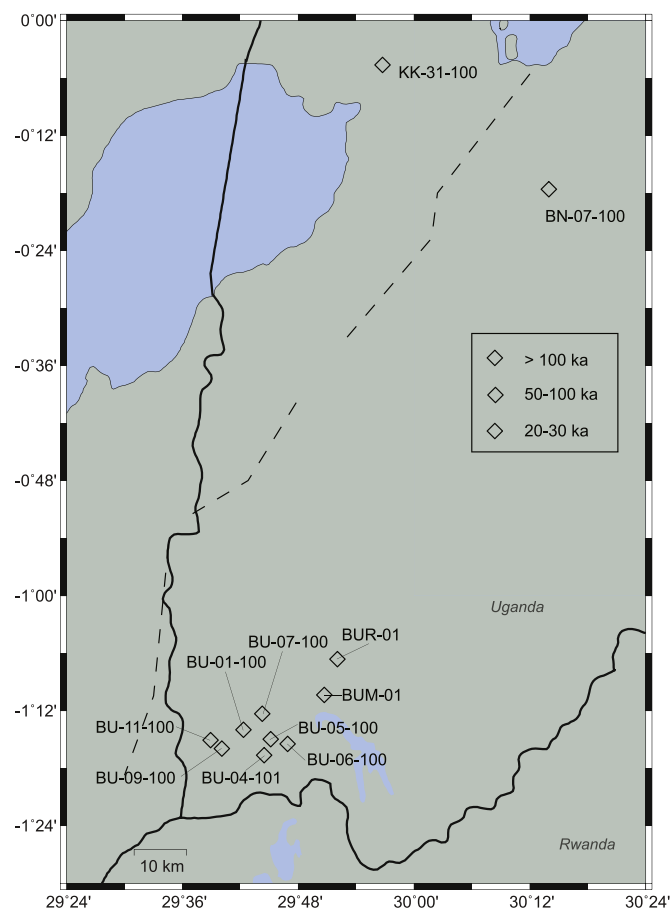 0°00'
KK-31-100
-0°12'
BN-07-100
-0°24'
-0°36'
> 100 ka
50-100 ka
20-30 ka
-0°48'
-1°00'
Uganda
BUR-01
BU-07-100
BU-01-100
BUM-01
-1°12'
BU-11-100
BU-05-100
BU-06-100
BU-09-100
BU-04-101
-1°24'
Rwanda
10 km
29°24'
29°36'
29°48'
30°00'
30°12'
30°24'